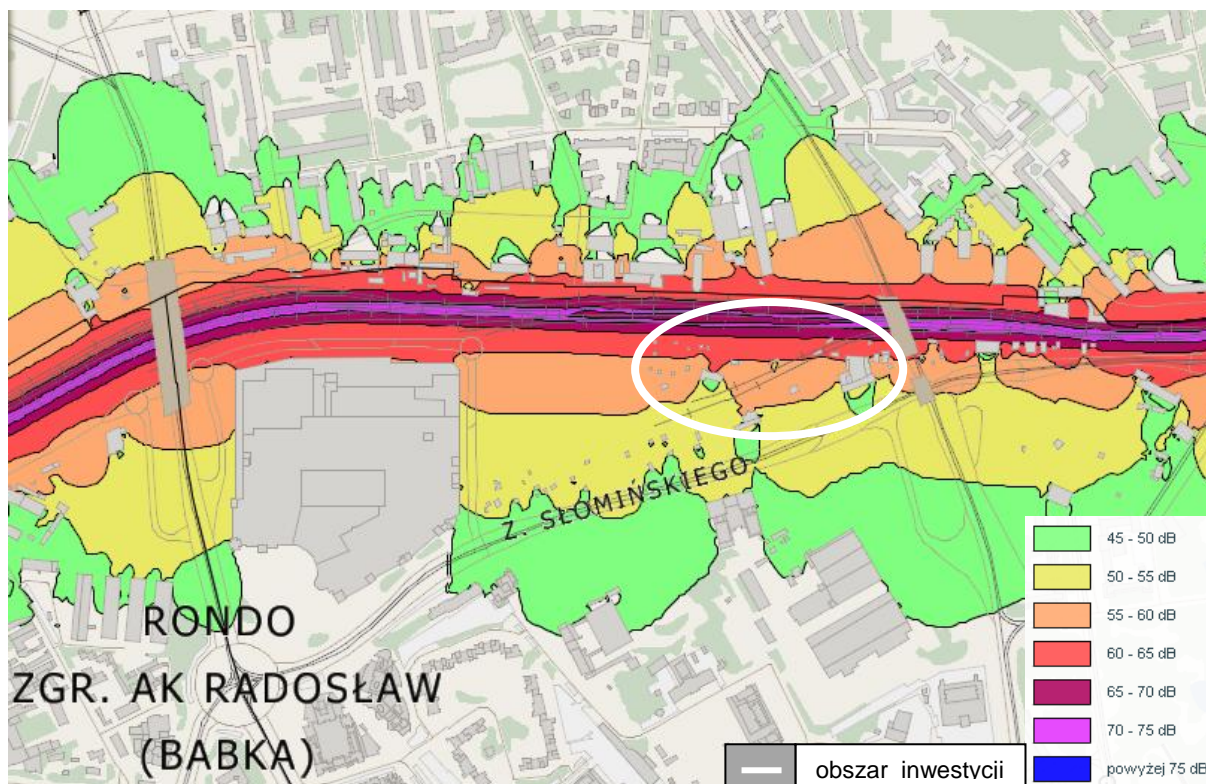 Z. SŁOMIŃSKIEGO
RONDO
ZGR. AK RADOSŁAW
(BABKA)
45 - 50 dB
50 - 55 dB
55 - 60 dB
60 - 65 dB
65 - 70 dB
70 - 75 dB
powyżej 75 dB
obszar inwestycji